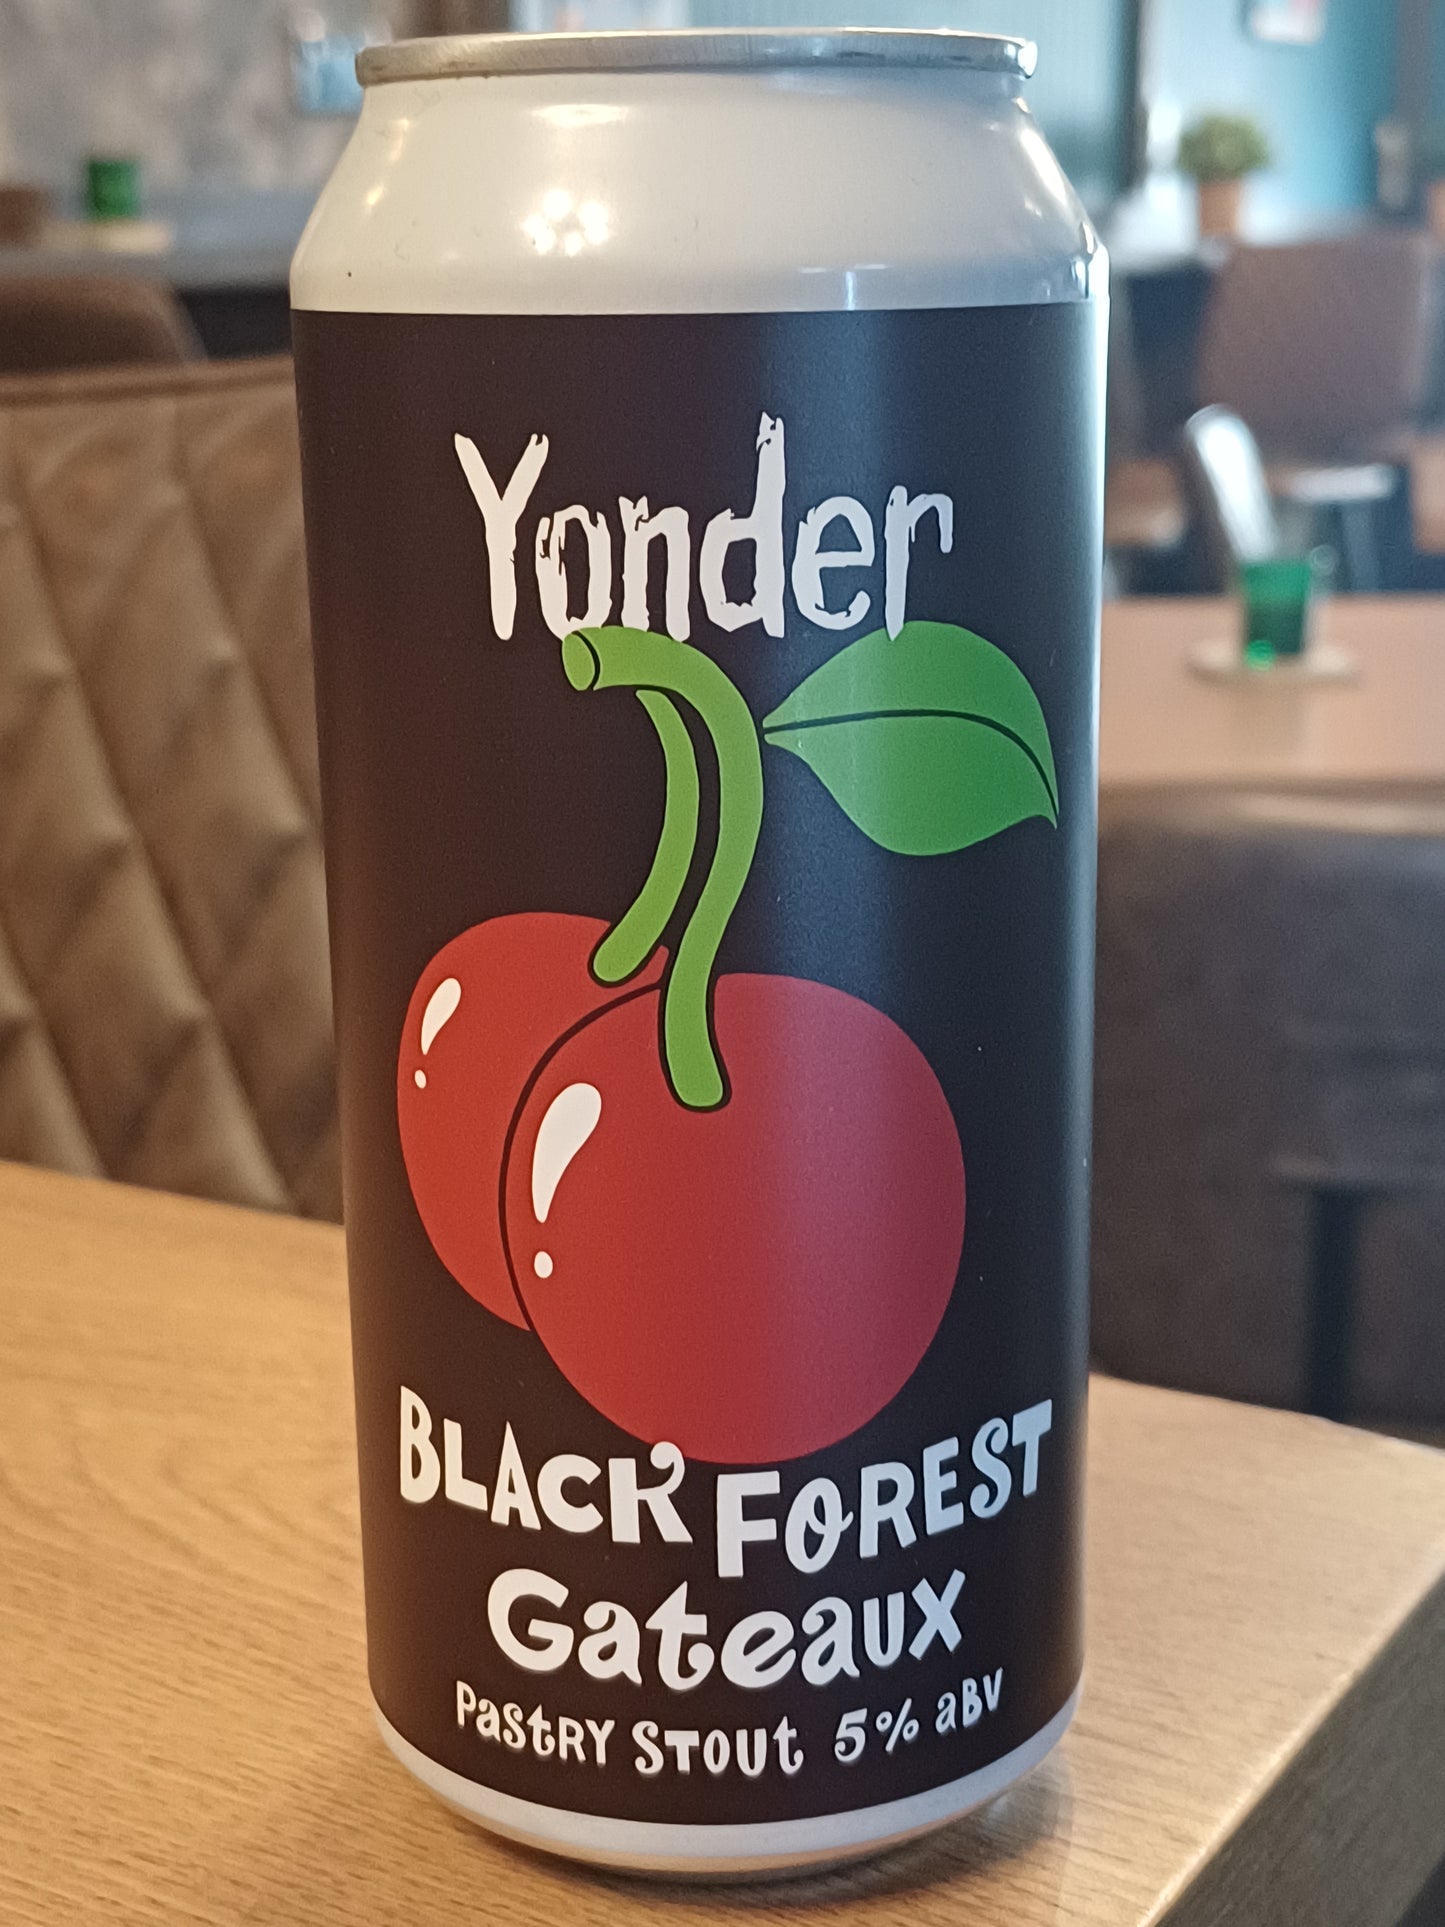 Yonder
BLACK FOREST
Gateaux
PastRY STOUt 5% aBV